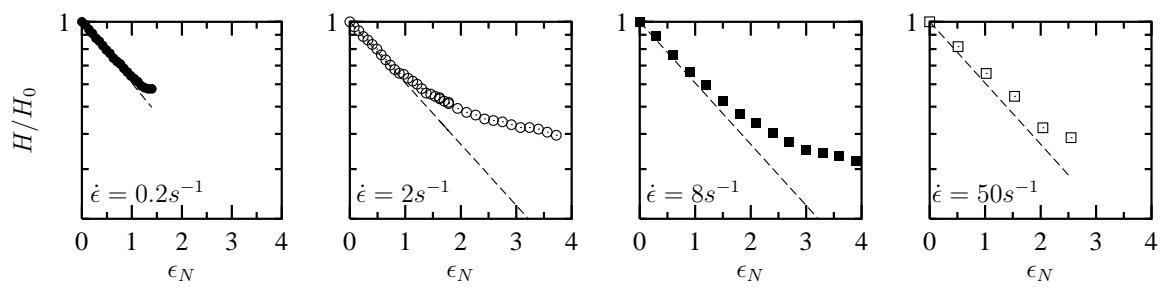 1
1
1
1
H/H₀
ϵ̇ = 0.2s⁻¹
ϵ̇ = 2s⁻¹
ϵ̇ = 8s⁻¹
ϵ̇ = 50s⁻¹
0 1 2 3 4
0 1 2 3 4
0 1 2 3 4
0 1 2 3 4
ϵ_N
ϵ_N
ϵ_N
ϵ_N